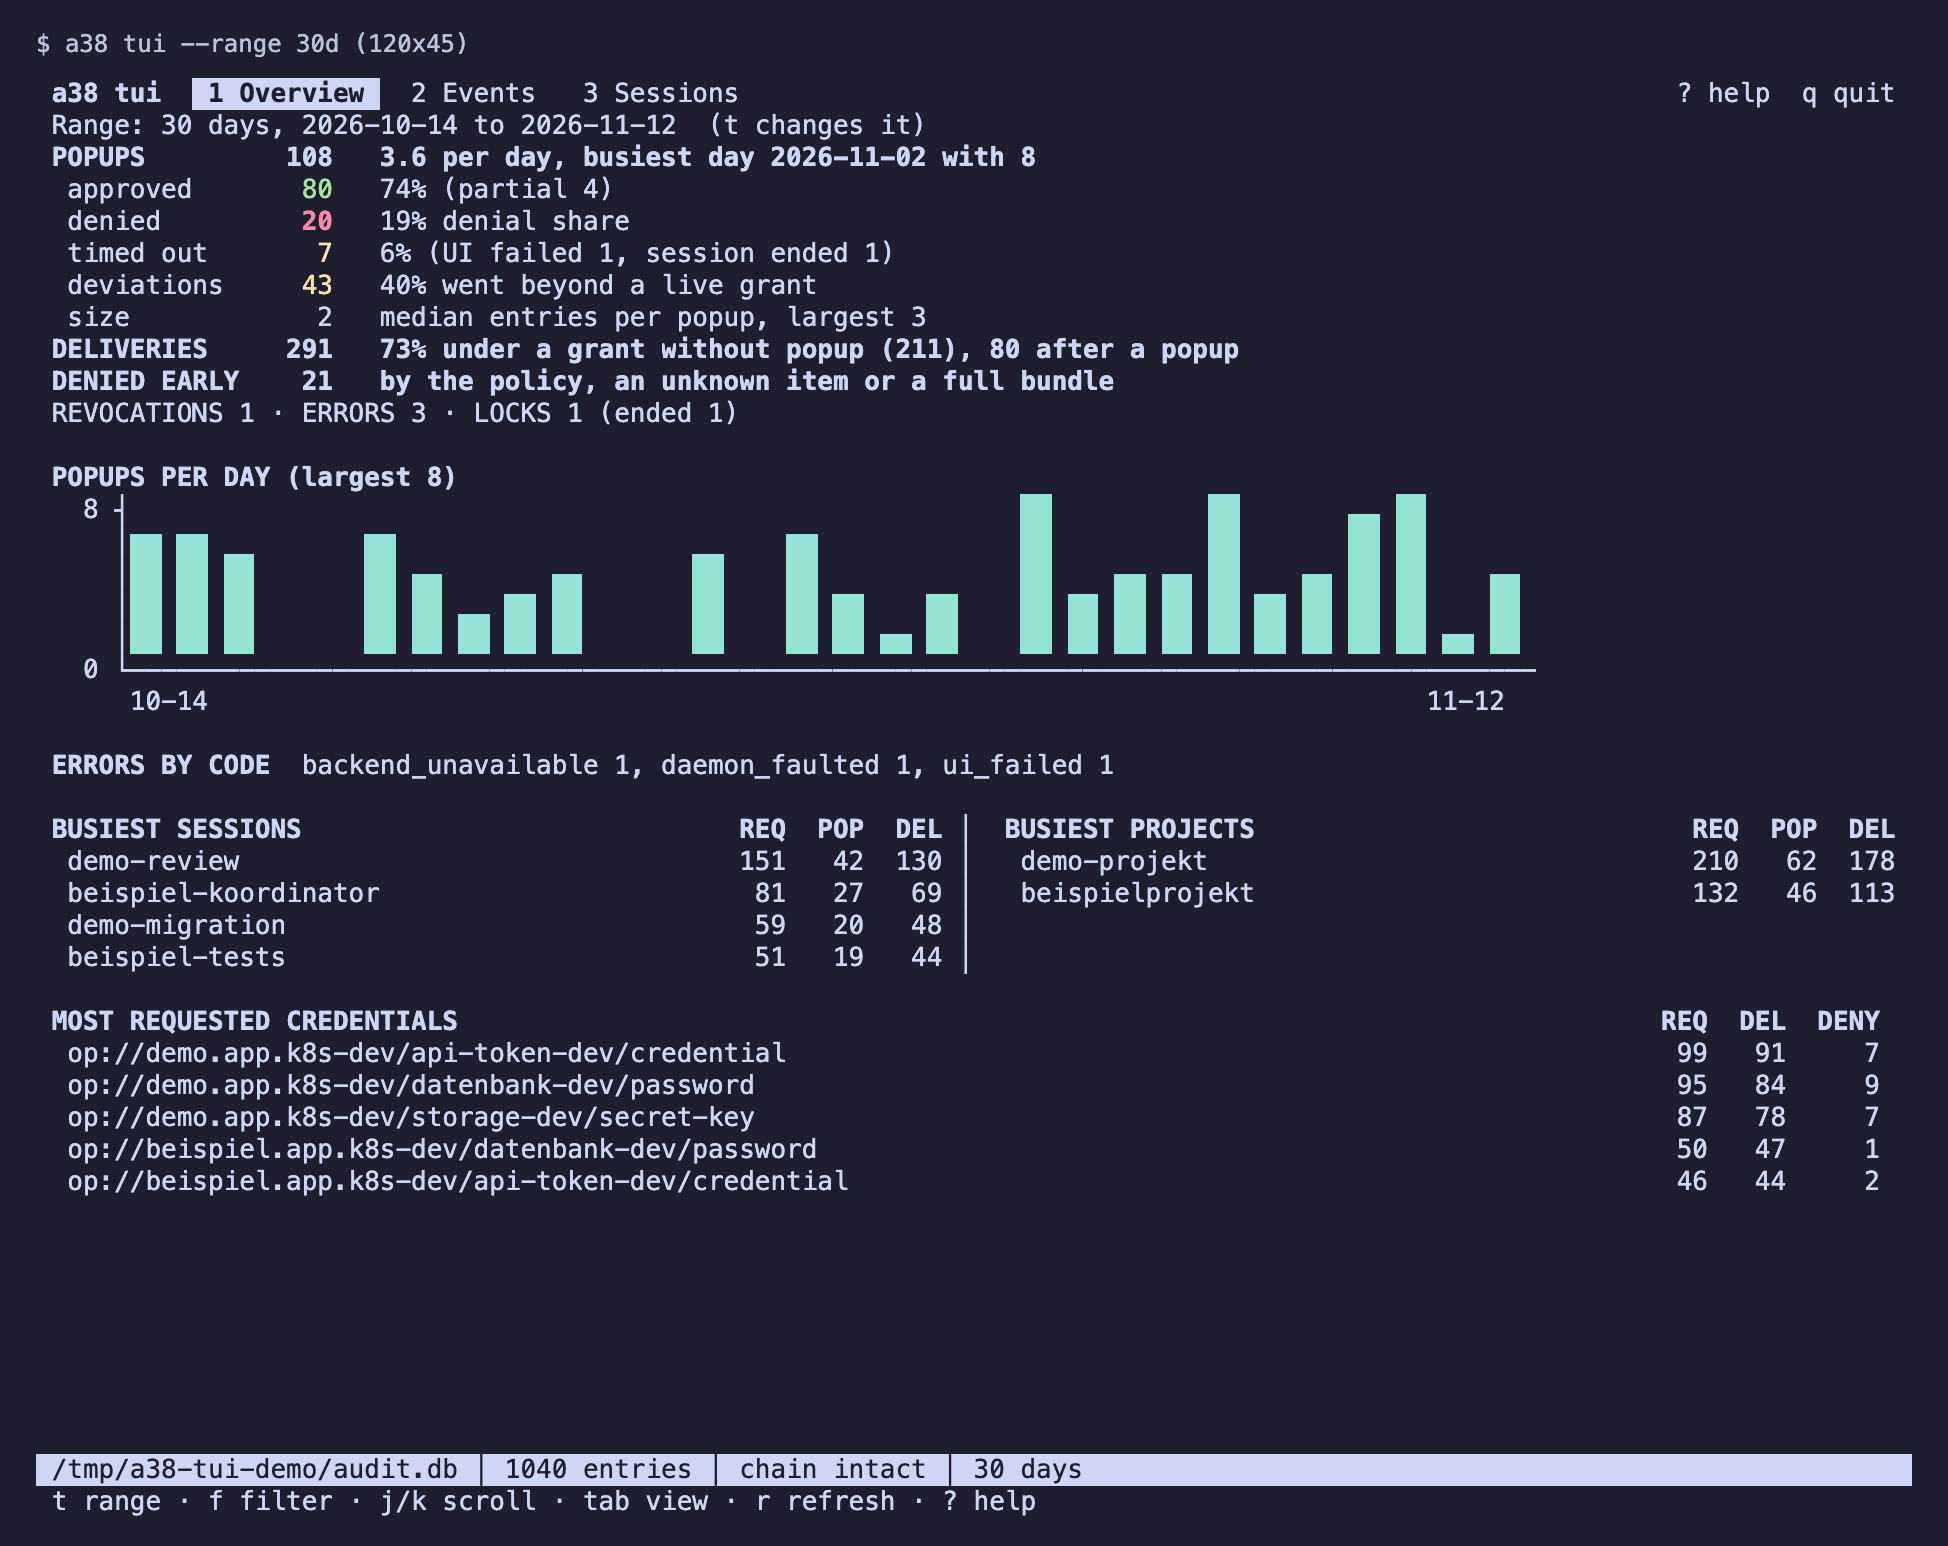 $ a38 tui --range 30d (120x45)
a38 tui 1 Overview 2 Events 3 Sessions ? help q quit
Range: 30 days, 2026-10-14 to 2026-11-12 (t changes it)
POPUPS 108 3.6 per day, busiest day 2026-11-02 with 8
approved 80 74% (partial 4)
denied 20 19% denial share
timed out 7 6% (UI failed 1, session ended 1)
deviations 43 40% went beyond a live grant
size 2 median entries per popup, largest 3
DELIVERIES 291 73% under a grant without popup (211), 80 after a popup
DENIED EARLY 21 by the policy, an unknown item or a full bundle
REVOCATIONS 1 · ERRORS 3 · LOCKS 1 (ended 1)
POPUPS PER DAY (largest 8)
8
0
10-14 11-12
ERRORS BY CODE backend_unavailable 1, daemon_faulted 1, ui_failed 1
BUSIEST SESSIONS REQ POP DEL │ BUSIEST PROJECTS REQ POP DEL
demo-review 151 42 130 │ demo-projekt 210 62 178
beispiel-koordinator 81 27 69 │ beispielprojekt 132 46 113
demo-migration 59 20 48 │
beispiel-tests 51 19 44 │
MOST REQUESTED CREDENTIALS REQ DEL DENY
op://demo.app.k8s-dev/api-token-dev/credential 99 91 7
op://demo.app.k8s-dev/datenbank-dev/password 95 84 9
op://demo.app.k8s-dev/storage-dev/secret-key 87 78 7
op://beispiel.app.k8s-dev/datenbank-dev/password 50 47 1
op://beispiel.app.k8s-dev/api-token-dev/credential 46 44 2
/tmp/a38-tui-demo/audit.db │ 1040 entries │ chain intact │ 30 days
t range · f filter · j/k scroll · tab view · r refresh · ? help